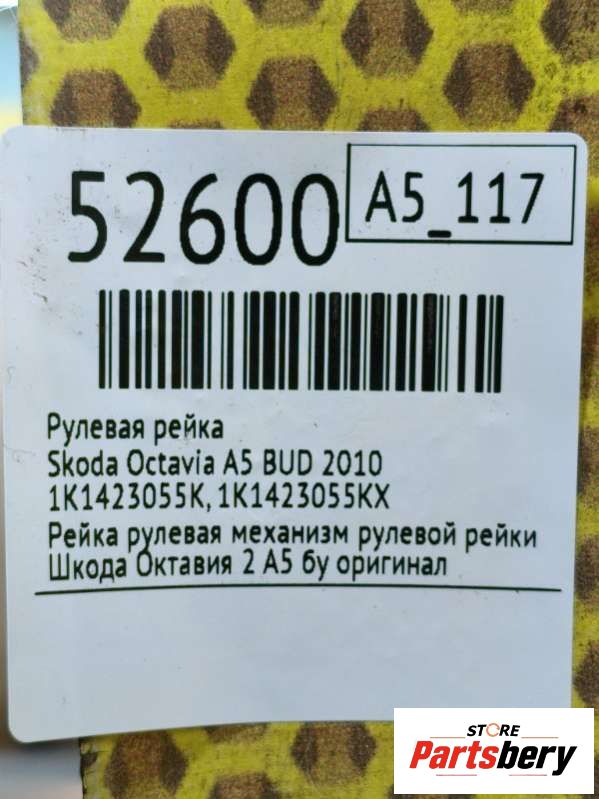 52600
A5_117
Рулевая рейка
Skoda Octavia A5 BUD 2010
1K1423055K, 1K1423055KX
Рейка рулевая механизм рулевой рейки
Шкода Октавия 2 А5 бу оригинал
STORE
Partsbery